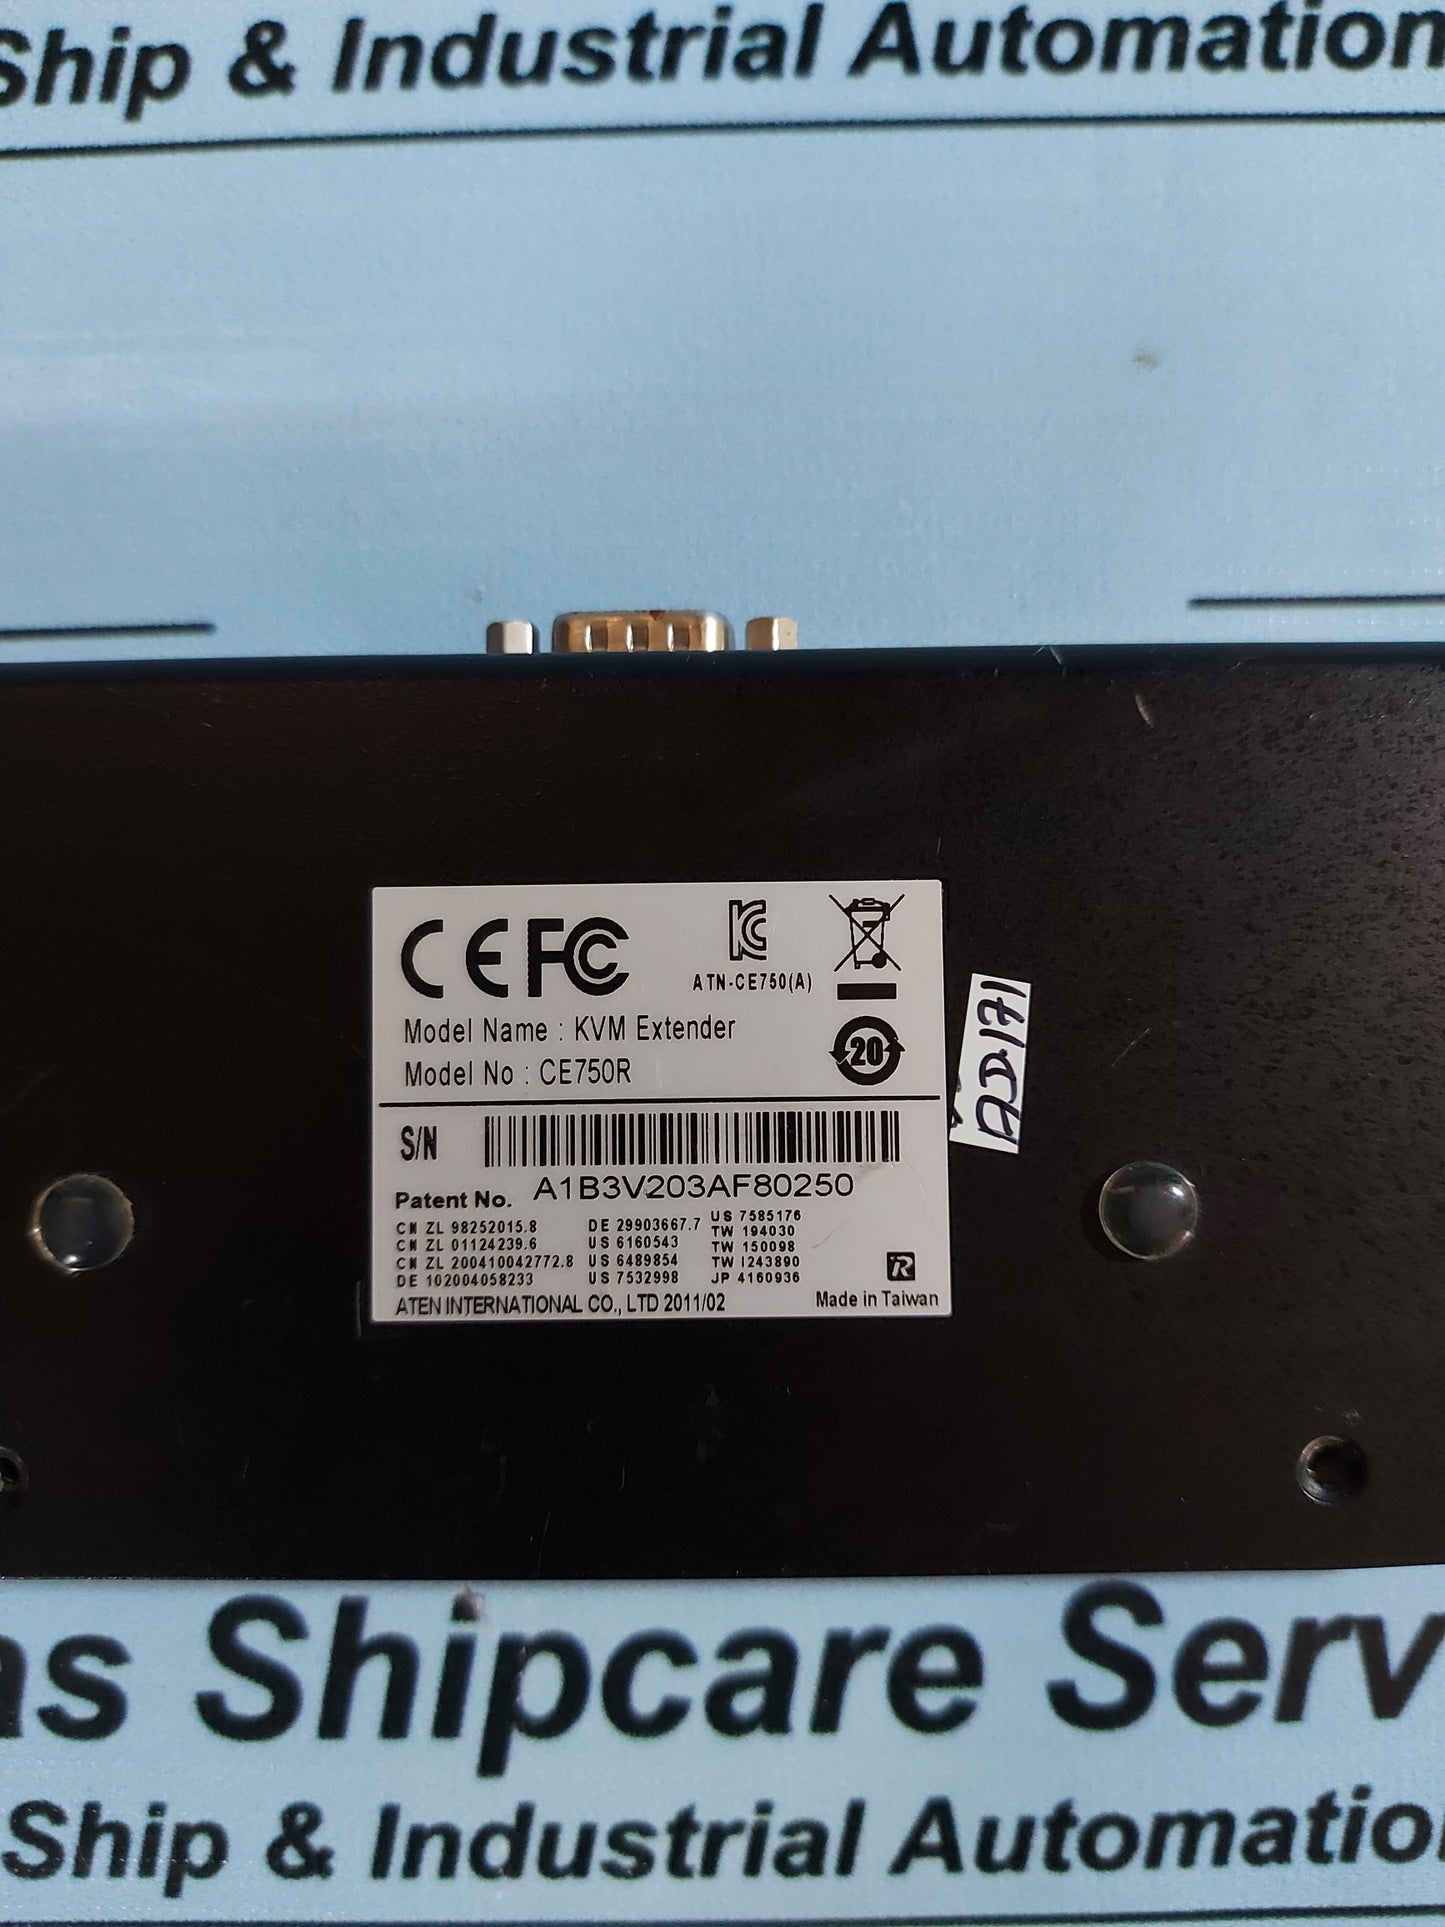 Ship & Industrial Automation
CE FC
KC
ATN-CE750(A)
Model Name : KVM Extender
Model No : CE750R
20
S/N
A1B3V203AF80250
Patent No.
CN ZL 98252015.8 DE 29903667.7 US 7585176
CN ZL 01124239.6 US 6160543 TW 194030
CN ZL 200410042772.8 US 6489854 TW 150098
DE 102004058233 US 7532998 TW I243890
JP 4160936
R
ATEN INTERNATIONAL CO., LTD 2011/02 Made in Taiwan
AD.171
as Shipcare Serv
Ship & Industrial Automatio